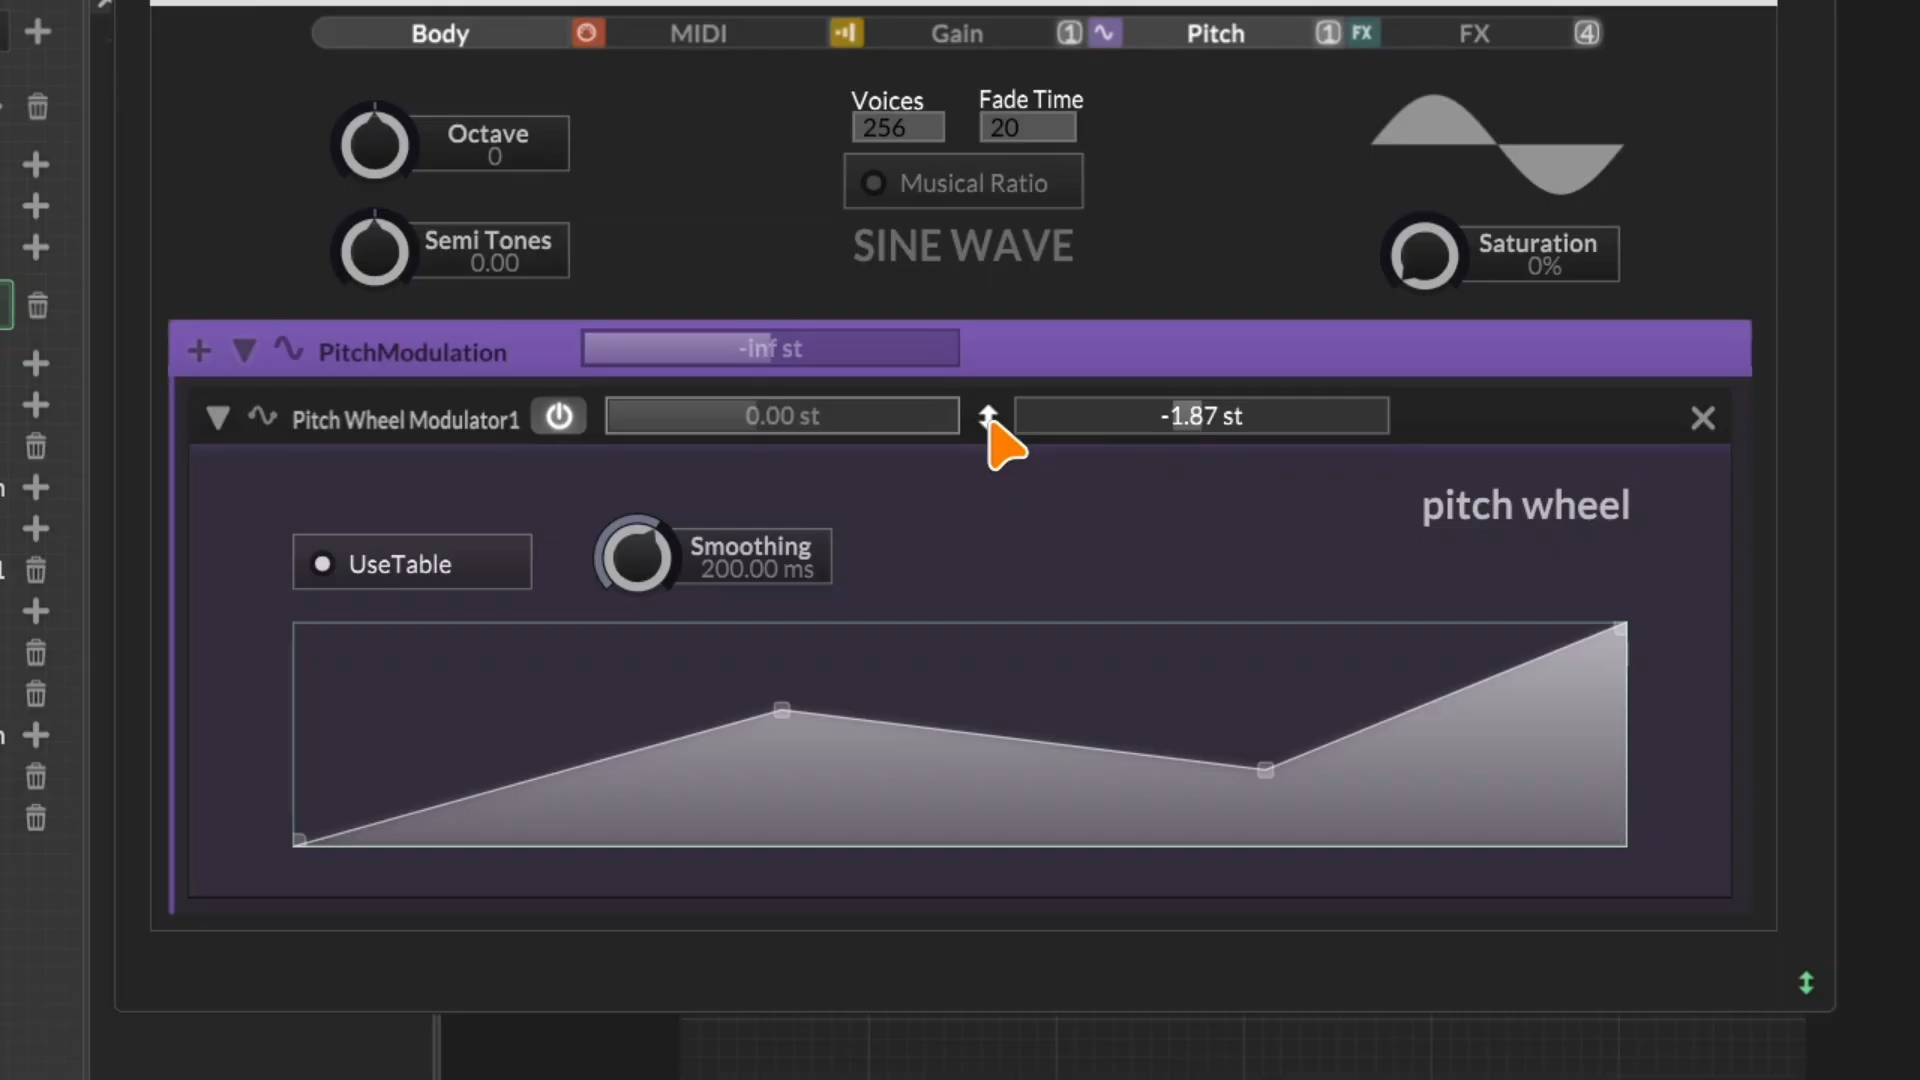 Body MIDI Gain 1 Pitch 1 FX FX 4
Voices Fade Time
256 20
Octave
0
Musical Ratio
Semi Tones
0.00
SINE WAVE
Saturation
0%
PitchModulation -inf st
Pitch Wheel Modulator1 0.00 st -1.87 st
pitch wheel
UseTable
Smoothing
200.00 ms